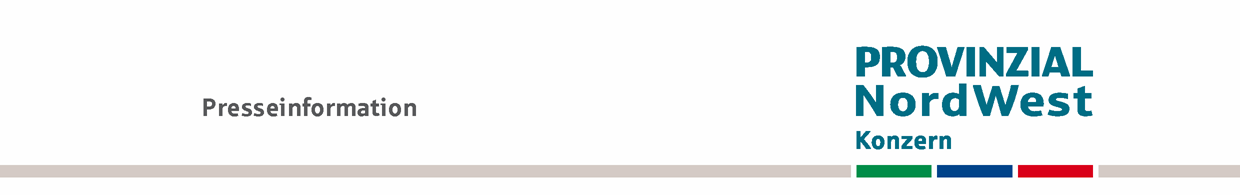 Presseinformation
PROVINZIAL
NordWest
Konzern